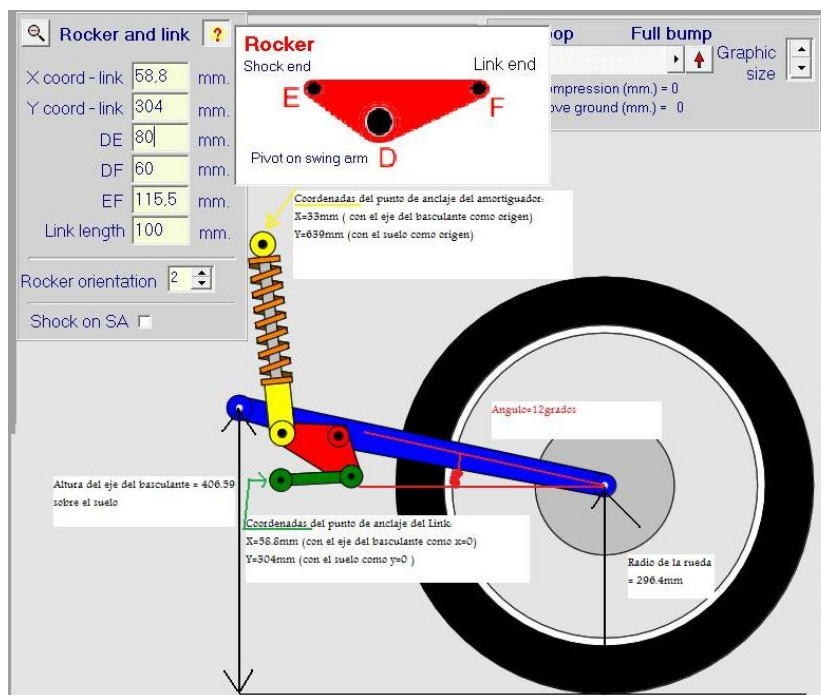 Rocker and link
?
X coord - link 58,8 mm.
Y coord - link 304 mm.
DE 80 mm.
DF 60 mm.
EF 115,5 mm.
Link length 100 mm.
Rocker orientation 2
Shock on SA
Rocker
Shock end
Link end
E
F
Pivot on swing arm
D
Full bump
Graphic
size
(mm.) = 0
ground (mm.) = 0
Coordenadas del punto de anclaje del amortiguador:
X=33mm ( con el eje del basculante como origen)
Y=639mm (con el suelo como origen)
Angulo=12grados
Altura del eje del basculante = 406.59
sobre el suelo
Coordenadas del punto de anclaje del Link:
X=58.8mm (con el eje del basculante como x=0)
Y=304mm (con el suelo como y=0 )
Radio de la rueda
= 296.4mm